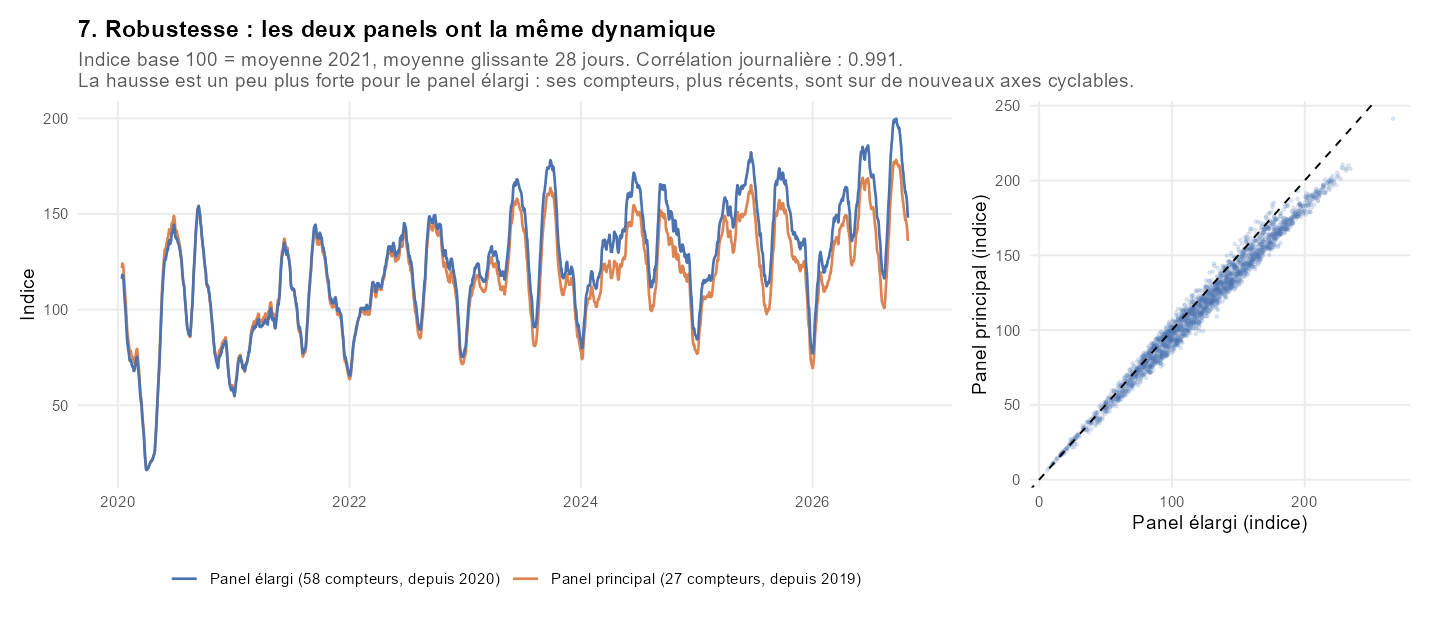 7. Robustesse : les deux panels ont la même dynamique
Indice base 100 = moyenne 2021, moyenne glissante 28 jours. Corrélation journalière : 0.991.
La hausse est un peu plus forte pour le panel élargi : ses compteurs, plus récents, sont sur de nouveaux axes cyclables.
Indice
200
150
100
50
2020
2022
2024
2026
Panel principal (indice)
250
200
150
100
50
0
0
100
200
Panel élargi (indice)
Panel élargi (58 compteurs, depuis 2020)
Panel principal (27 compteurs, depuis 2019)